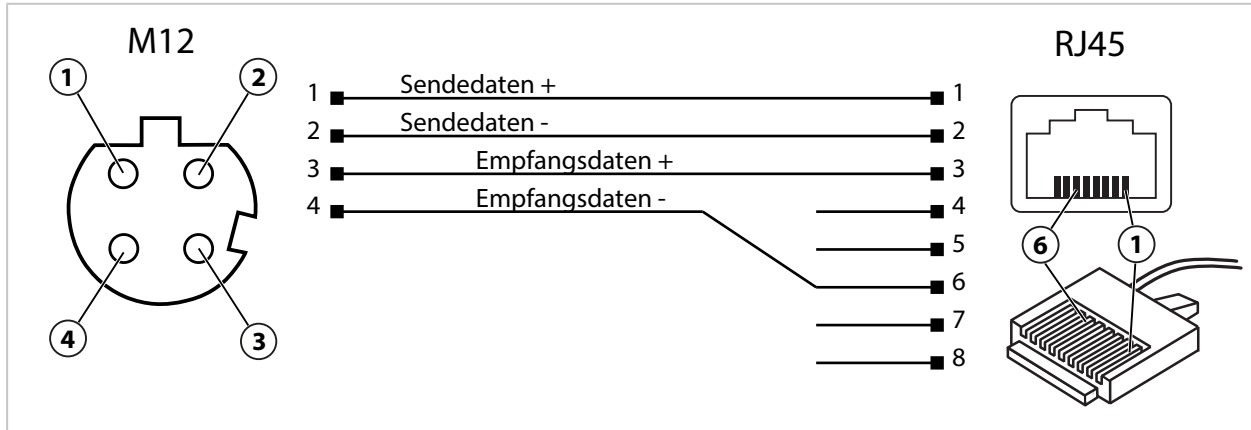 M12
RJ45
1
2
4
3
1 Sendedaten + 1
2 Sendedaten - 2
3 Empfangsdaten + 3
4 Empfangsdaten - 4
5
6
7
8
6 1